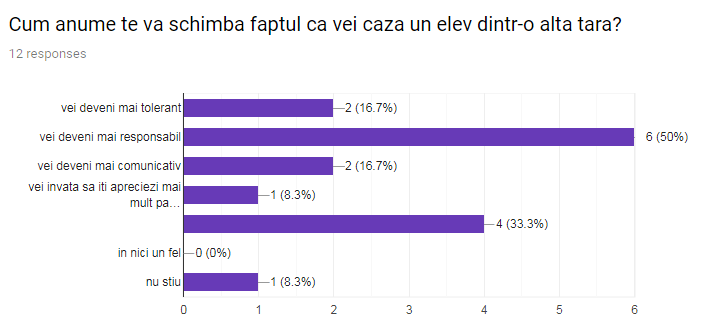 Cum anume te va schimba faptul ca vei caza un elev dintr-o alta tara?
12 responses
vei deveni mai tolerant
2 (16.7%)
vei deveni mai responsabil
6 (50%)
vei deveni mai comunicativ
2 (16.7%)
vei invata sa iti apreciezi mai
mult pa…
1 (8.3%)
4 (33.3%)
in nici un fel
0 (0%)
nu stiu
1 (8.3%)
0 1 2 3 4 5 6